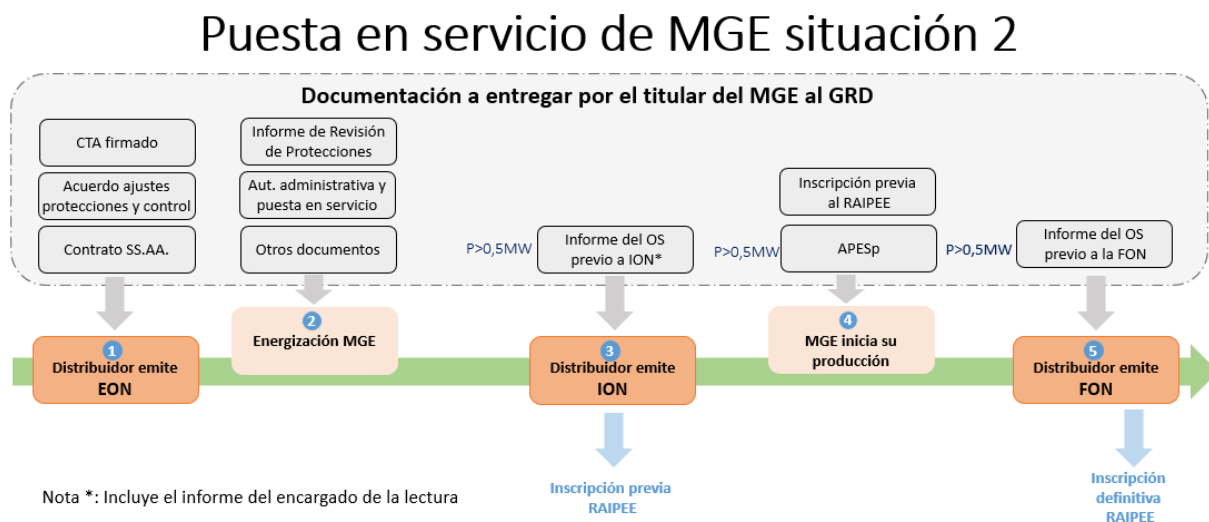 Puesta en servicio de MGE situación 2
Documentación a entregar por el titular del MGE al GRD
CTA firmado
Acuerdo ajustes
protecciones y control
Contrato SS.AA.
Informe de Revisión
de Protecciones
Aut. administrativa y
puesta en servicio
Otros documentos
P>0,5MW
Informe del OS
previo a ION*
P>0,5MW
Inscripción previa
al RAIPEE
APESp
P>0,5MW
Informe del OS
previo a la FON
1
Distribuidor emite
EON
2
Energización MGE
3
Distribuidor emite
ION
4
MGE inicia su
producción
5
Distribuidor emite
FON
Inscripción previa
RAIPEE
Inscripción
definitiva
RAIPEE
Nota *: Incluye el informe del encargado de la lectura